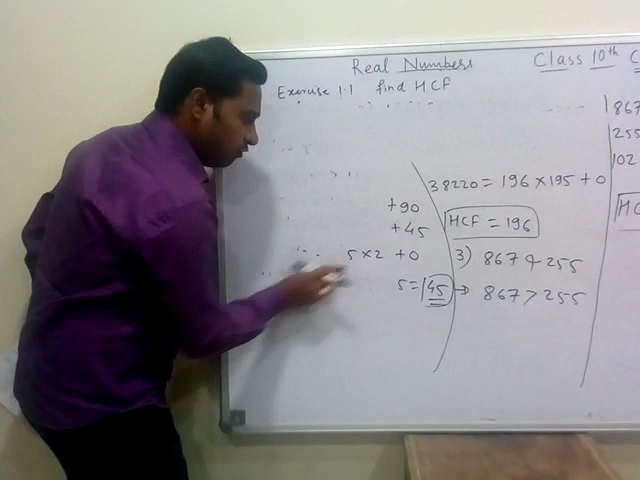 Real Numbers
Class 10th
Exercise 1.1 find HCF
+90
+45
5 × 2 + 0
5 = 45
38220 = 196 × 195 + 0
HCF = 196
3) 867 & 255
→ 867 > 255
867
255
102